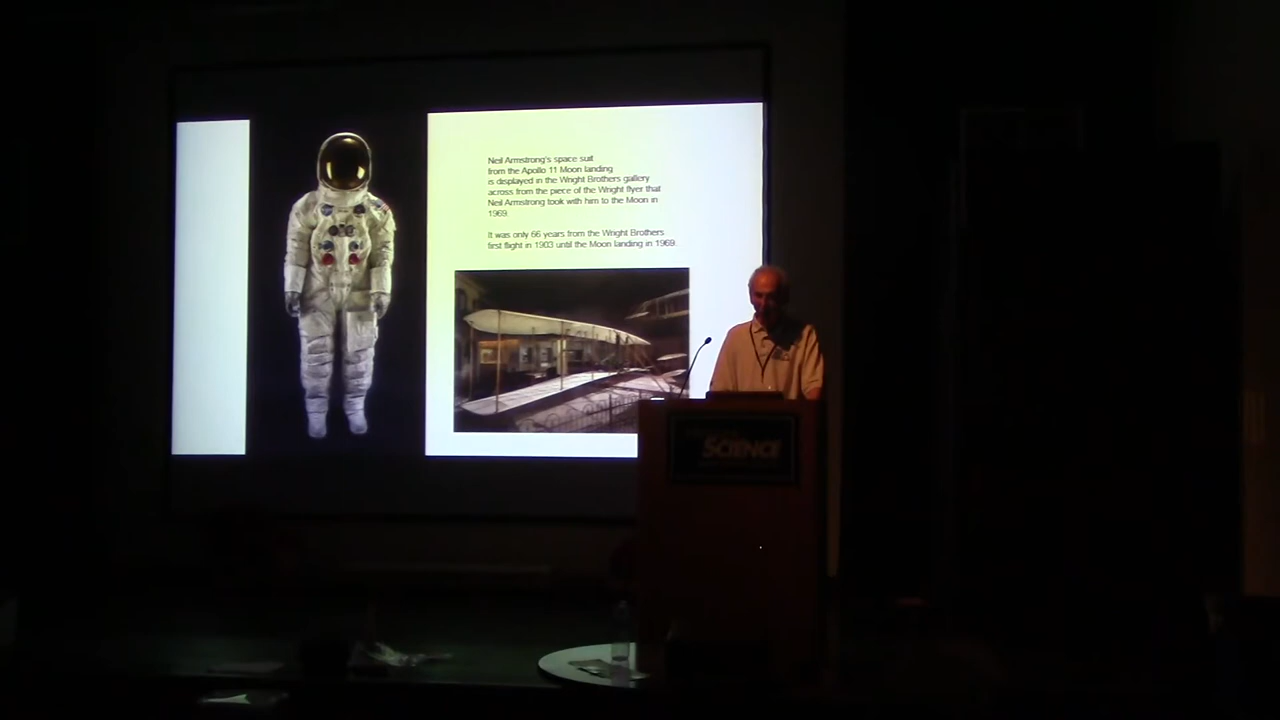 Neil Armstrong's space suit
from the Apollo 11 Moon landing
is displayed in the Wright Brothers gallery
across from the piece of the Wright flyer that
Neil Armstrong took with him to the Moon in
1969.
It was only 66 years from the Wright Brothers
first flight in 1903 until the Moon landing in 1969.
SCIENCE